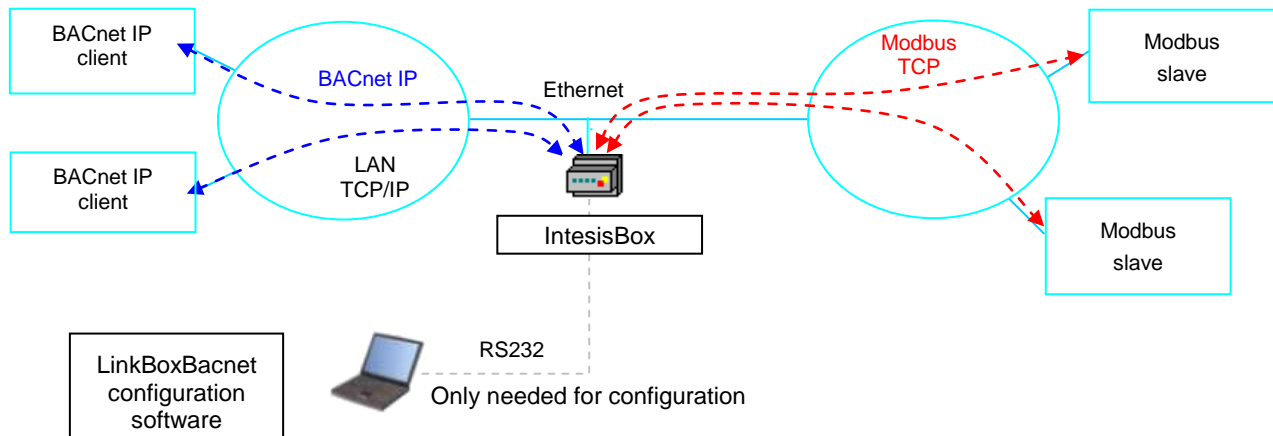 BACnet IP
client
BACnet IP
Ethernet
Modbus
TCP
Modbus
slave
BACnet IP
client
LAN
TCP/IP
IntesisBox
Modbus
slave
LinkBoxBacnet
configuration
software
RS232
Only needed for configuration